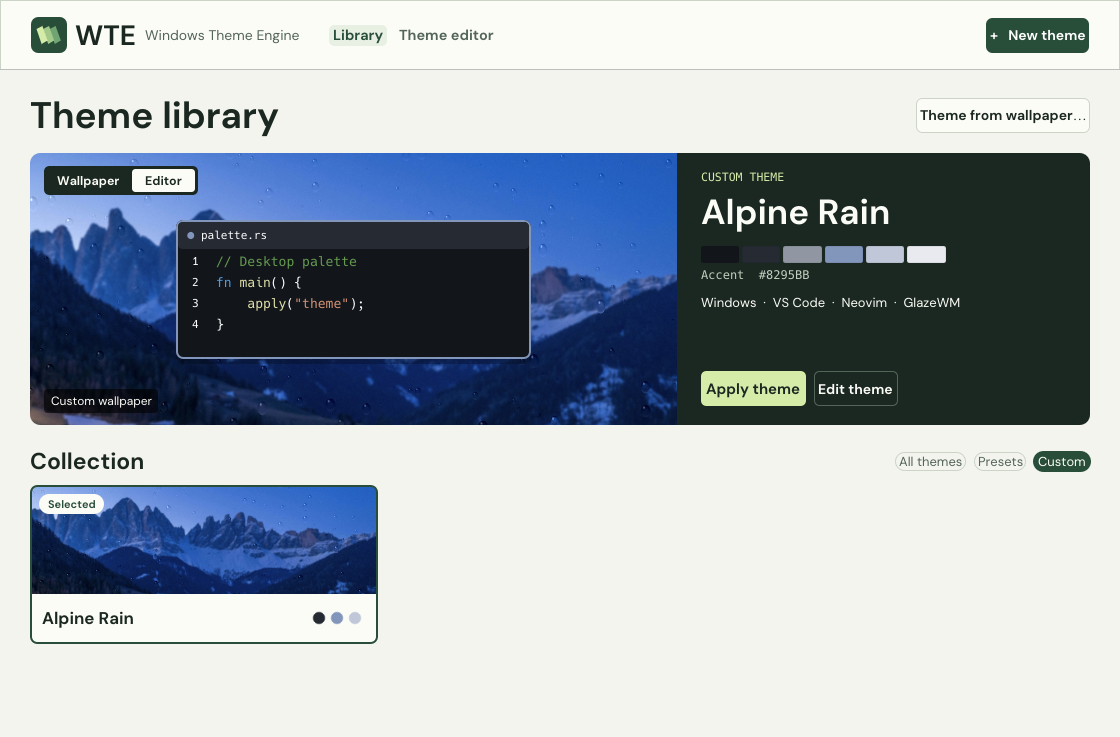 WTE Windows Theme Engine Library Theme editor + New theme
Theme library Theme from wallpaper...
Wallpaper Editor
palette.rs
1 // Desktop palette
2 fn main() {
3     apply("theme");
4 }
Custom wallpaper
CUSTOM THEME
Alpine Rain
Accent #8295BB
Windows · VS Code · Neovim · GlazeWM
Apply theme Edit theme
Collection All themes Presets Custom
Selected
Alpine Rain